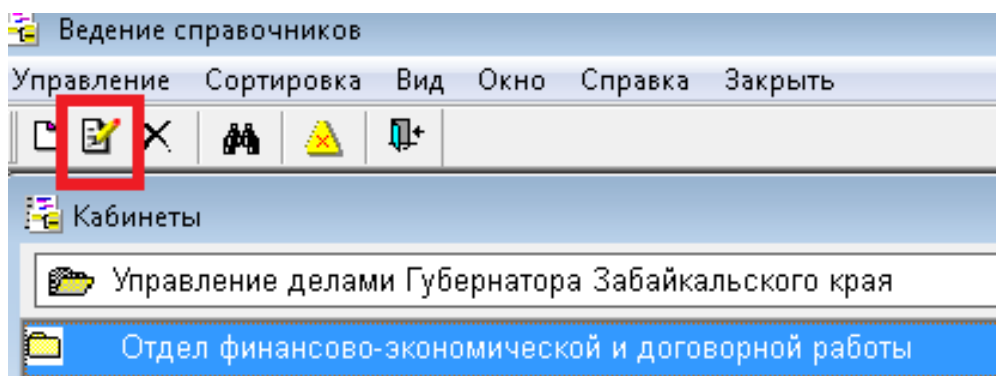 Ведение справочников
Управление Сортировка Вид Окно Справка Закрыть
Кабинеты
Управление делами Губернатора Забайкальского края
Отдел финансово-экономической и договорной работы